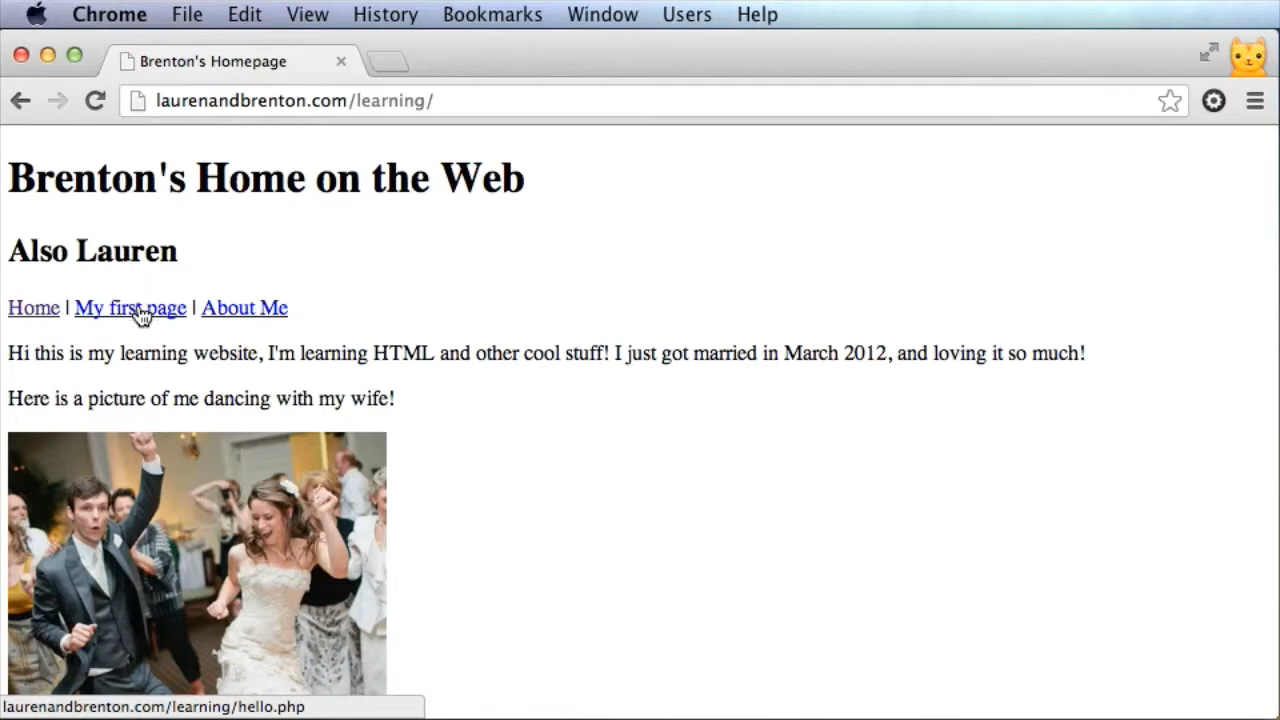 Chrome File Edit View History Bookmarks Window Users Help
Brenton's Homepage
laurenandbrenton.com/learning/
Brenton's Home on the Web
Also Lauren
Home | My first page | About Me
Hi this is my learning website, I'm learning HTML and other cool stuff! I just got married in March 2012, and loving it so much!
Here is a picture of me dancing with my wife!
laurenandbrenton.com/learning/hello.php